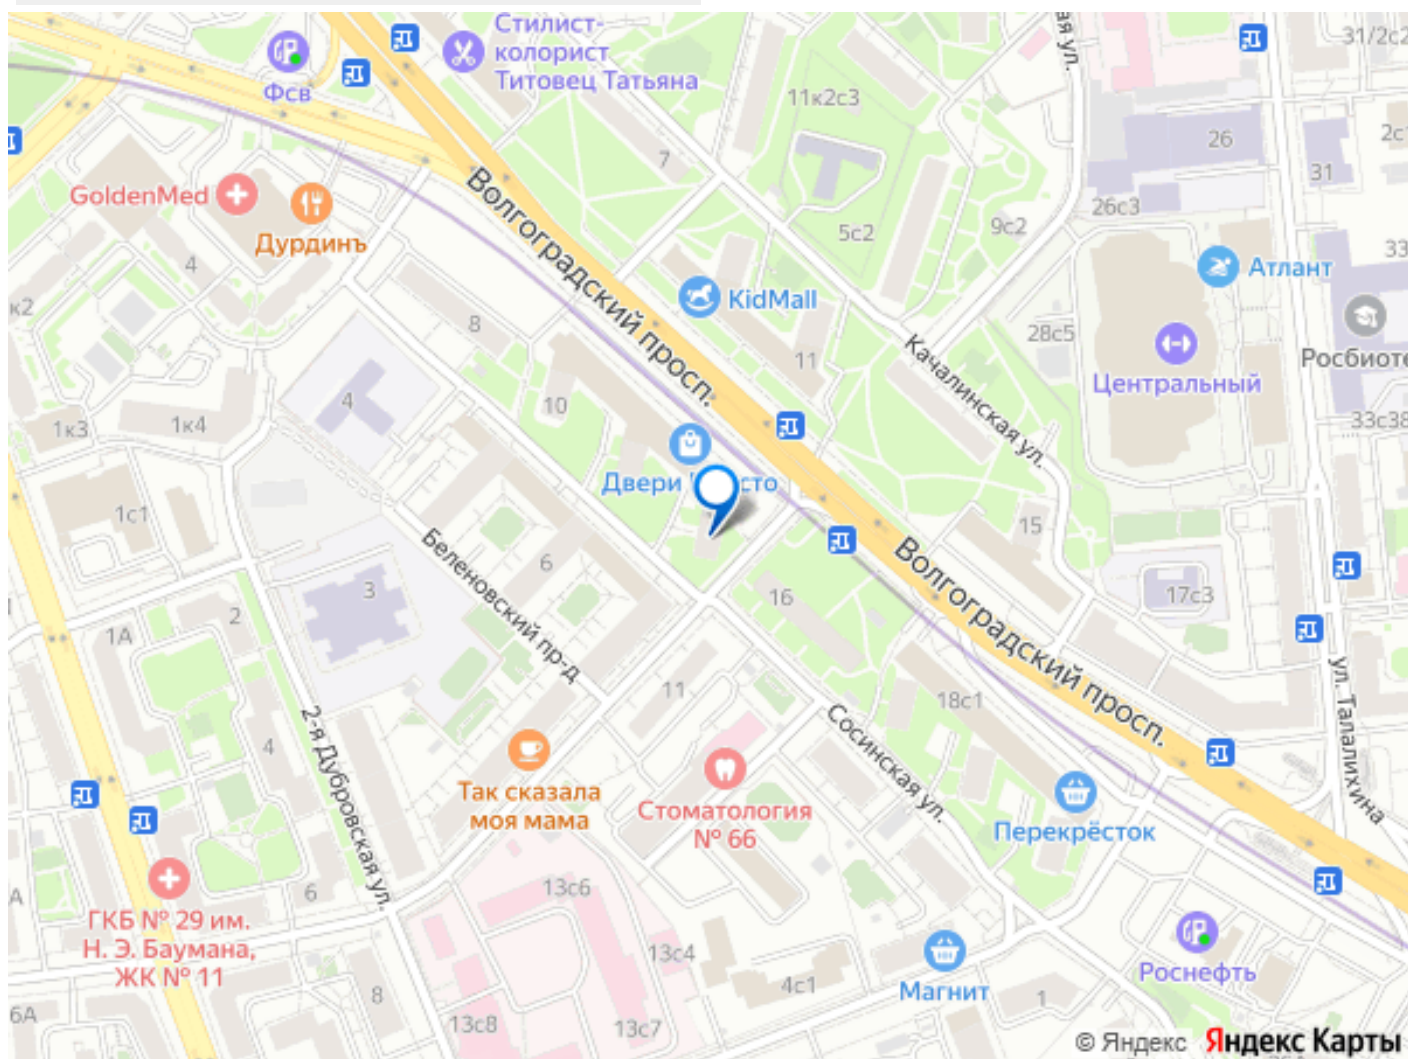 Стилист-
колорист
Титовец Татьяна
Фсв
31/2с2
11к2с3
26
2с
31
7
GoldenMed
Дурдинъ
26с3
9с2
5с2
33
4
Атлант
KidMall
к2
8
28с5
Росбиоте
11
Центральный
Волгоградский просп.
Качалинская ул.
10
4
1к3
1к4
33с38
Двери
сто
1с1
15
Беленовский пр-д
6
Волгоградский просп.
3
16
17с3
2
1А
11
18с1
ул. Талалихина
2-я Дубровская ул.
Сосинская ул.
4
Так сказала
моя мама
Стоматология
№ 66
Перекрёсток
6
13с6
А
ГКБ № 29 им.
Н. Э. Баумана,
ЖК № 11
13с4
Роснефть
4с1
Магнит
8
1
6А
13с8
13с7
© Яндекс Яндекс Карты